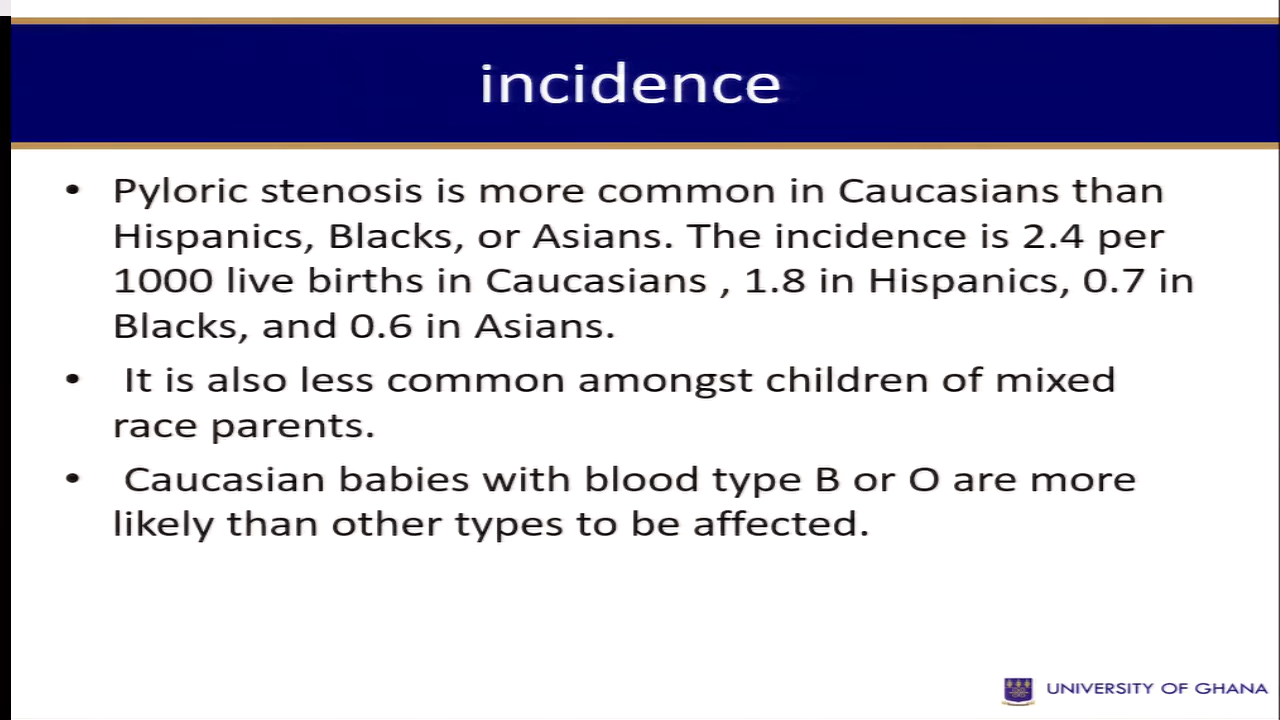 incidence
• Pyloric stenosis is more common in Caucasians than
Hispanics, Blacks, or Asians. The incidence is 2.4 per
1000 live births in Caucasians , 1.8 in Hispanics, 0.7 in
Blacks, and 0.6 in Asians.
• It is also less common amongst children of mixed
race parents.
• Caucasian babies with blood type B or O are more
likely than other types to be affected.
UNIVERSITY OF GHANA